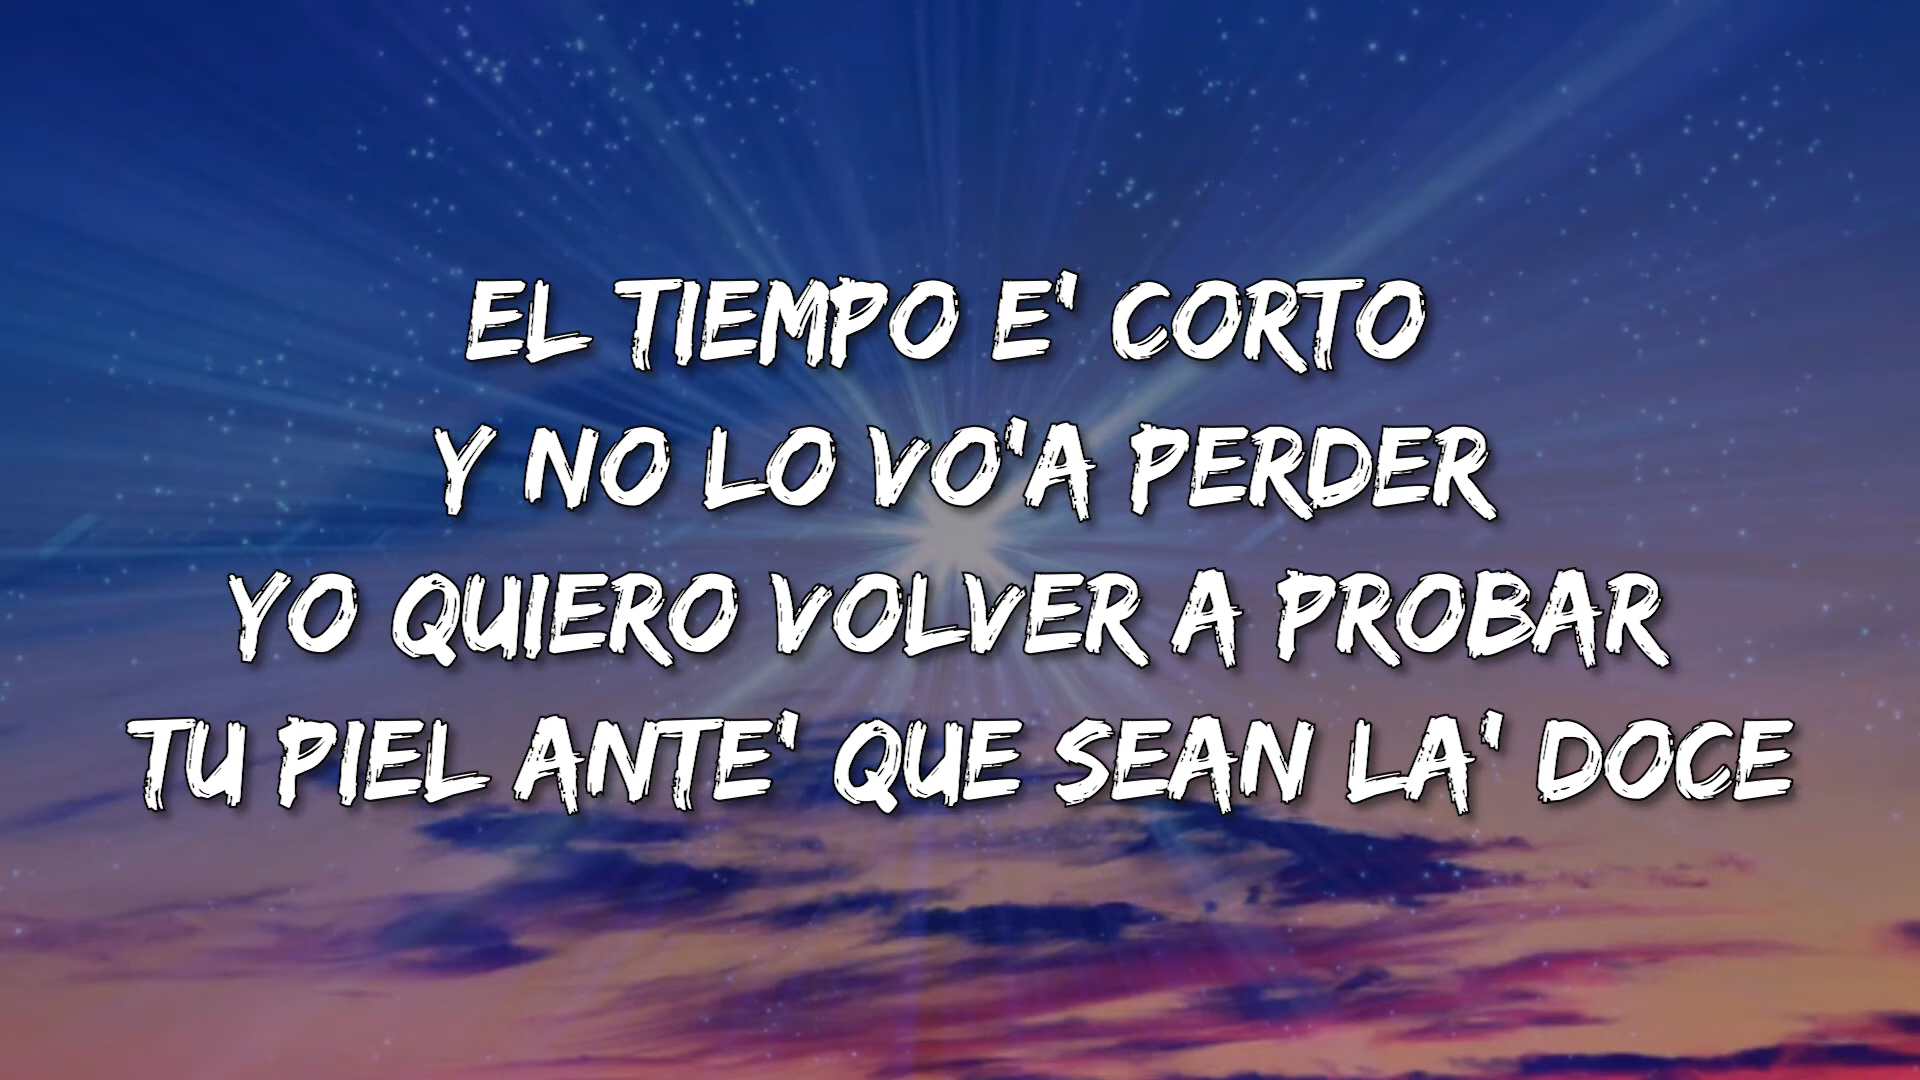 EL TIEMPO E' CORTO
Y NO LO VO'A PERDER
YO QUIERO VOLVER A PROBAR
TU PIEL ANTE' QUE SEAN LA' DOCE